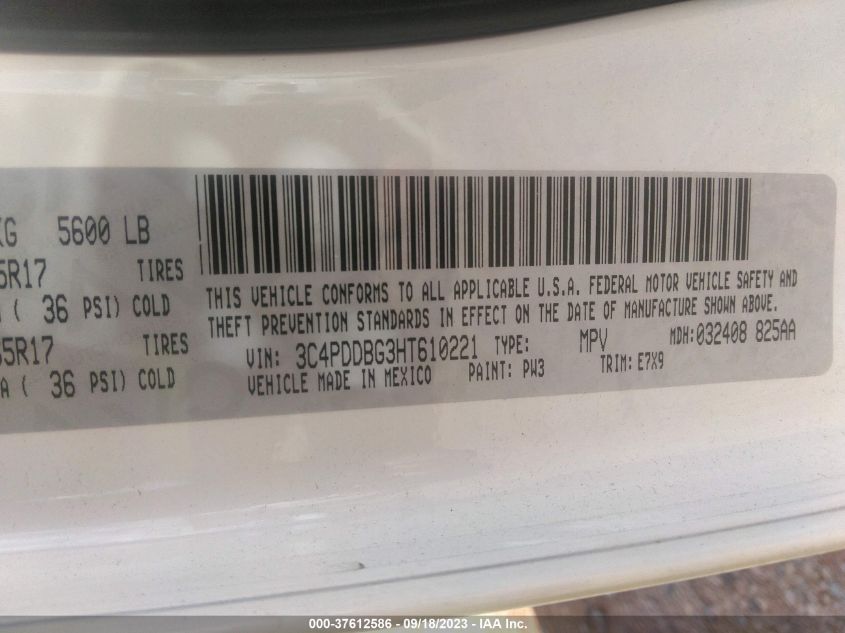 KG 5600 LB
5R17 TIRES
( 36 PSI) COLD
55R17 TIRES
A ( 36 PSI) COLD
THIS VEHICLE CONFORMS TO ALL APPLICABLE U.S.A. FEDERAL MOTOR VEHICLE SAFETY AND
THEFT PREVENTION STANDARDS IN EFFECT ON THE DATE OF MANUFACTURE SHOWN ABOVE.
VIN: 3C4PDDBG3HT610221 TYPE: MPV MDH:032408 825AA
VEHICLE MADE IN MEXICO PAINT: PW3 TRIM: E7X9
000-37612586 - 09/18/2023 - IAA Inc.